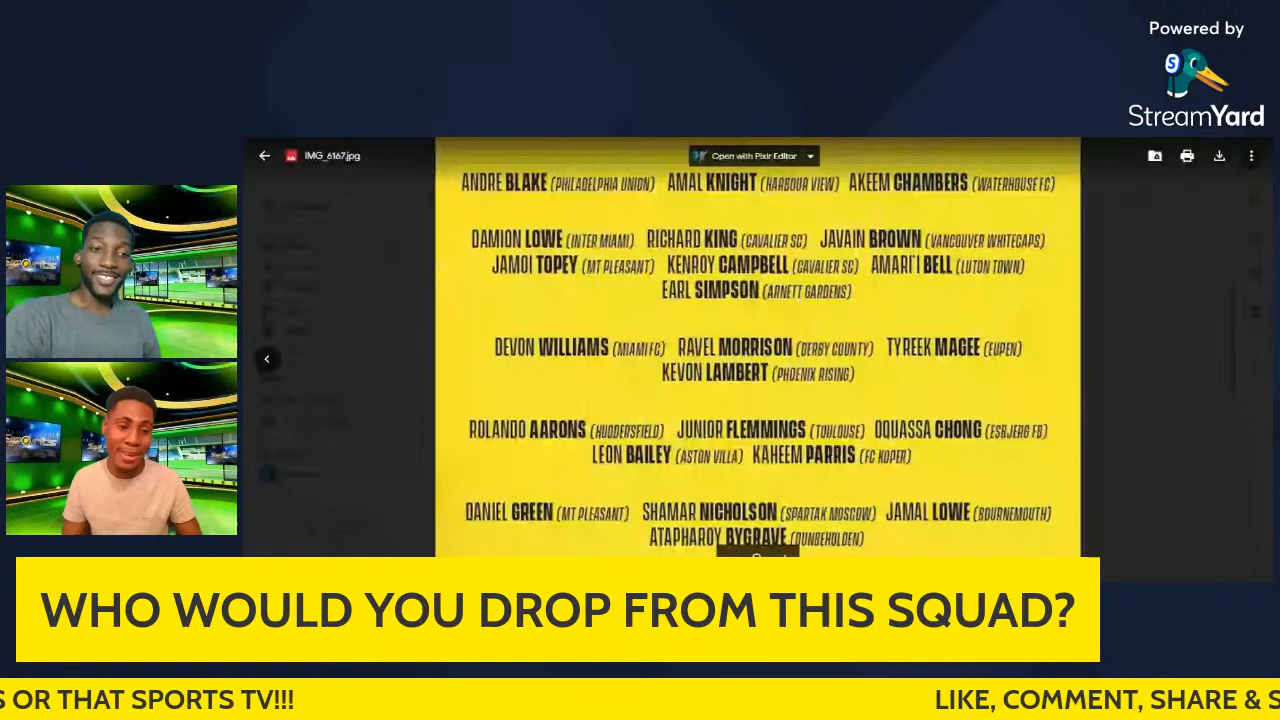 Powered by
StreamYard
IMG_6167.jpg
Open with Pixlr Editor
ANDRE BLAKE (PHILADELPHIA UNION) AMAL KNIGHT (HARBOUR VIEW) AKEEM CHAMBERS (WATERHOUSE FC)
DAMION LOWE (INTER MIAMI) RICHARD KING (CAVALIER SC) JAVAIN BROWN (VANCOUVER WHITECAPS)
JAMOI TOPEY (MT PLEASANT) KENROY CAMPBELL (CAVALIER SC) AMARI'I BELL (LUTON TOWN)
EARL SIMPSON (ARNETT GARDENS)
DEVON WILLIAMS (MIAMI FC) RAVEL MORRISON (DERBY COUNTY) TYREEK MAGEE (EUPEN)
KEVON LAMBERT (PHOENIX RISING)
ROLANDO AARONS (HUDDERSFIELD) JUNIOR FLEMMINGS (TOULOUSE) OQUASSA CHONG (ESBJERG FB)
LEON BAILEY (ASTON VILLA) KAHEEM PARRIS (FC KOPER)
DANIEL GREEN (MT PLEASANT) SHAMAR NICHOLSON (SPARTAK MOSCOW) JAMAL LOWE (BOURNEMOUTH)
ATAPHAROY BYGRAVE (DUNBEHOLDEN)
WHO WOULD YOU DROP FROM THIS SQUAD?
S OR THAT SPORTS TV!!! LIKE, COMMENT, SHARE & S